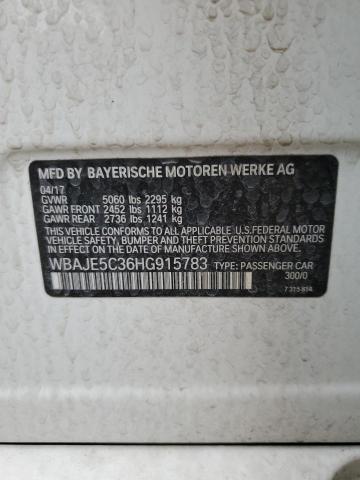 MFD BY BAYERISCHE MOTOREN WERKE AG
04/17
GVWR 5060 lbs 2295 kg
GAWR FRONT 2452 lbs 1112 kg
GAWR REAR 2736 lbs 1241 kg
THIS VEHICLE CONFORMS TO ALL APPLICABLE U.S.FEDERAL MOTOR
VEHICLE SAFETY, BUMPER, AND THEFT PREVENTION STANDARDS
IN EFFECT ON THE DATE OF MANUFACTURE SHOWN ABOVE.
WBAJE5C36HG915783 TYPE: PASSENGER CAR
300/0